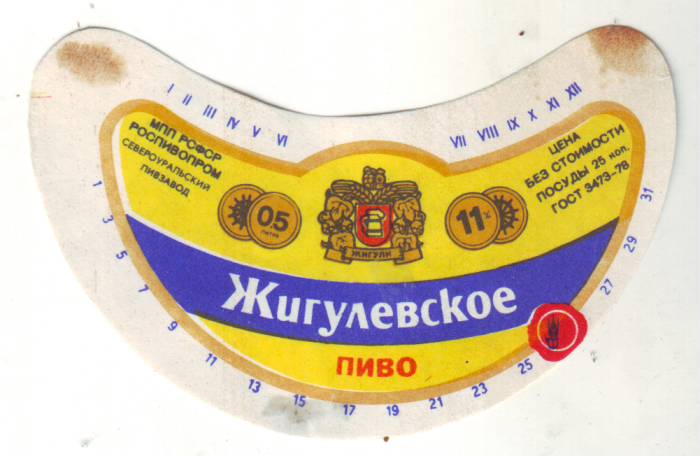 I II III IV V VI
VII VIII IX X XI XII
МПП РСФСР
РОСПИВОПРОМ
СЕВЕРОУРАЛЬСКИЙ
ПИВЗАВОД
ЦЕНА
БЕЗ СТОИМОСТИ
ПОСУДЫ 25 коп.
ГОСТ 3473-78
0,5
литра
11%
ЖИГУЛИ
Жигулевское
ПИВО
1 3 5 7 9 11 13 15 17 19 21 23 25 27 29 31